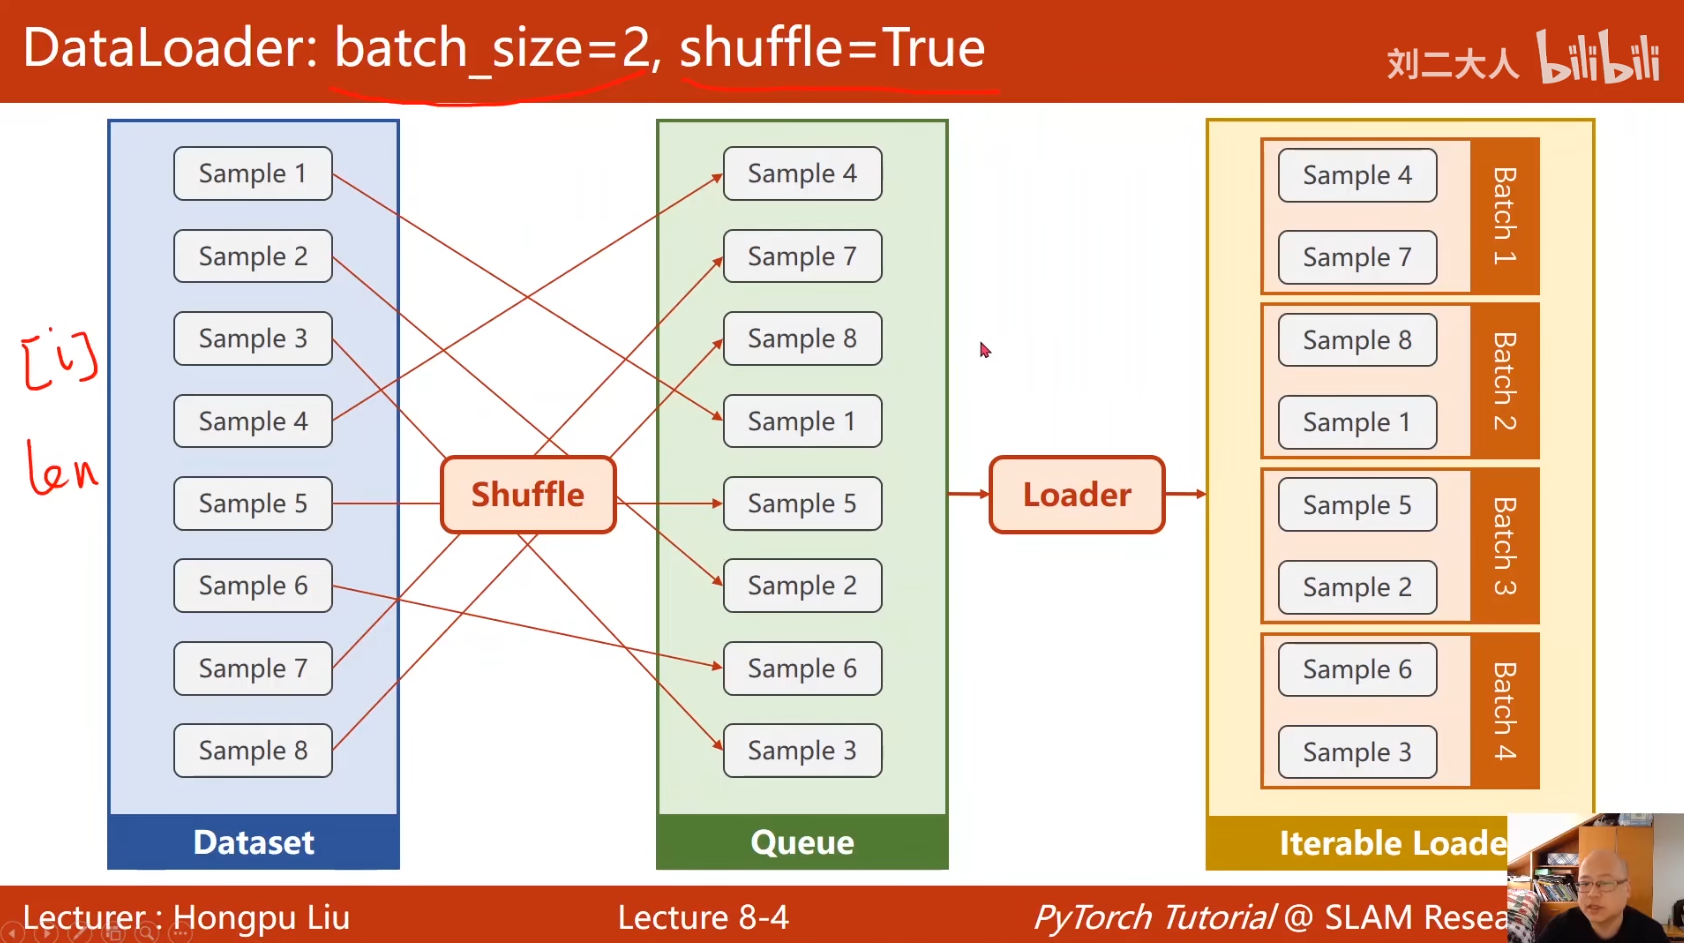 DataLoader: batch_size=2, shuffle=True
刘二大人 bilibili
[i]
len
Sample 1
Sample 2
Sample 3
Sample 4
Sample 5
Sample 6
Sample 7
Sample 8
Dataset
Shuffle
Sample 4
Sample 7
Sample 8
Sample 1
Sample 5
Sample 2
Sample 6
Sample 3
Queue
Loader
Sample 4
Sample 7
Batch 1
Sample 8
Sample 1
Batch 2
Sample 5
Sample 2
Batch 3
Sample 6
Sample 3
Batch 4
Iterable Loade
Lecturer : Hongpu Liu
Lecture 8-4
PyTorch Tutorial @ SLAM Resea